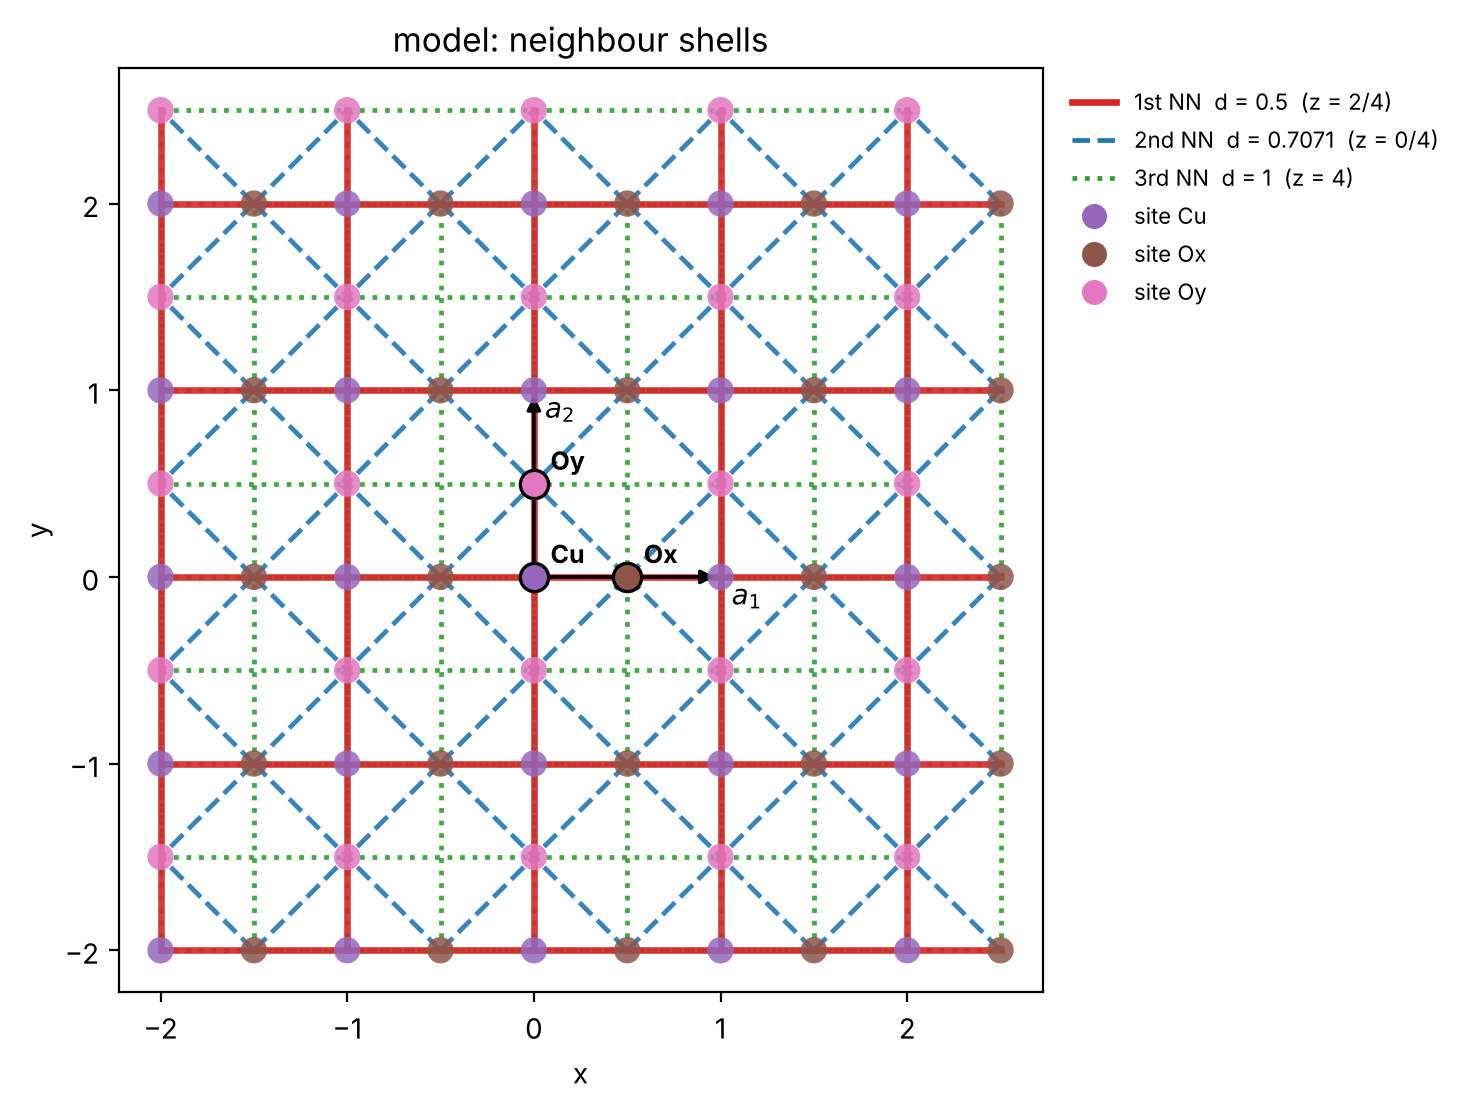 model: neighbour shells
1st NN d = 0.5 (z = 2/4)
2nd NN d = 0.7071 (z = 0/4)
3rd NN d = 1 (z = 4)
site Cu
site Ox
site Oy
2
1
0
−1
−2
y
a2
Oy
Cu
Ox
a1
−2
−1
0
1
2
x